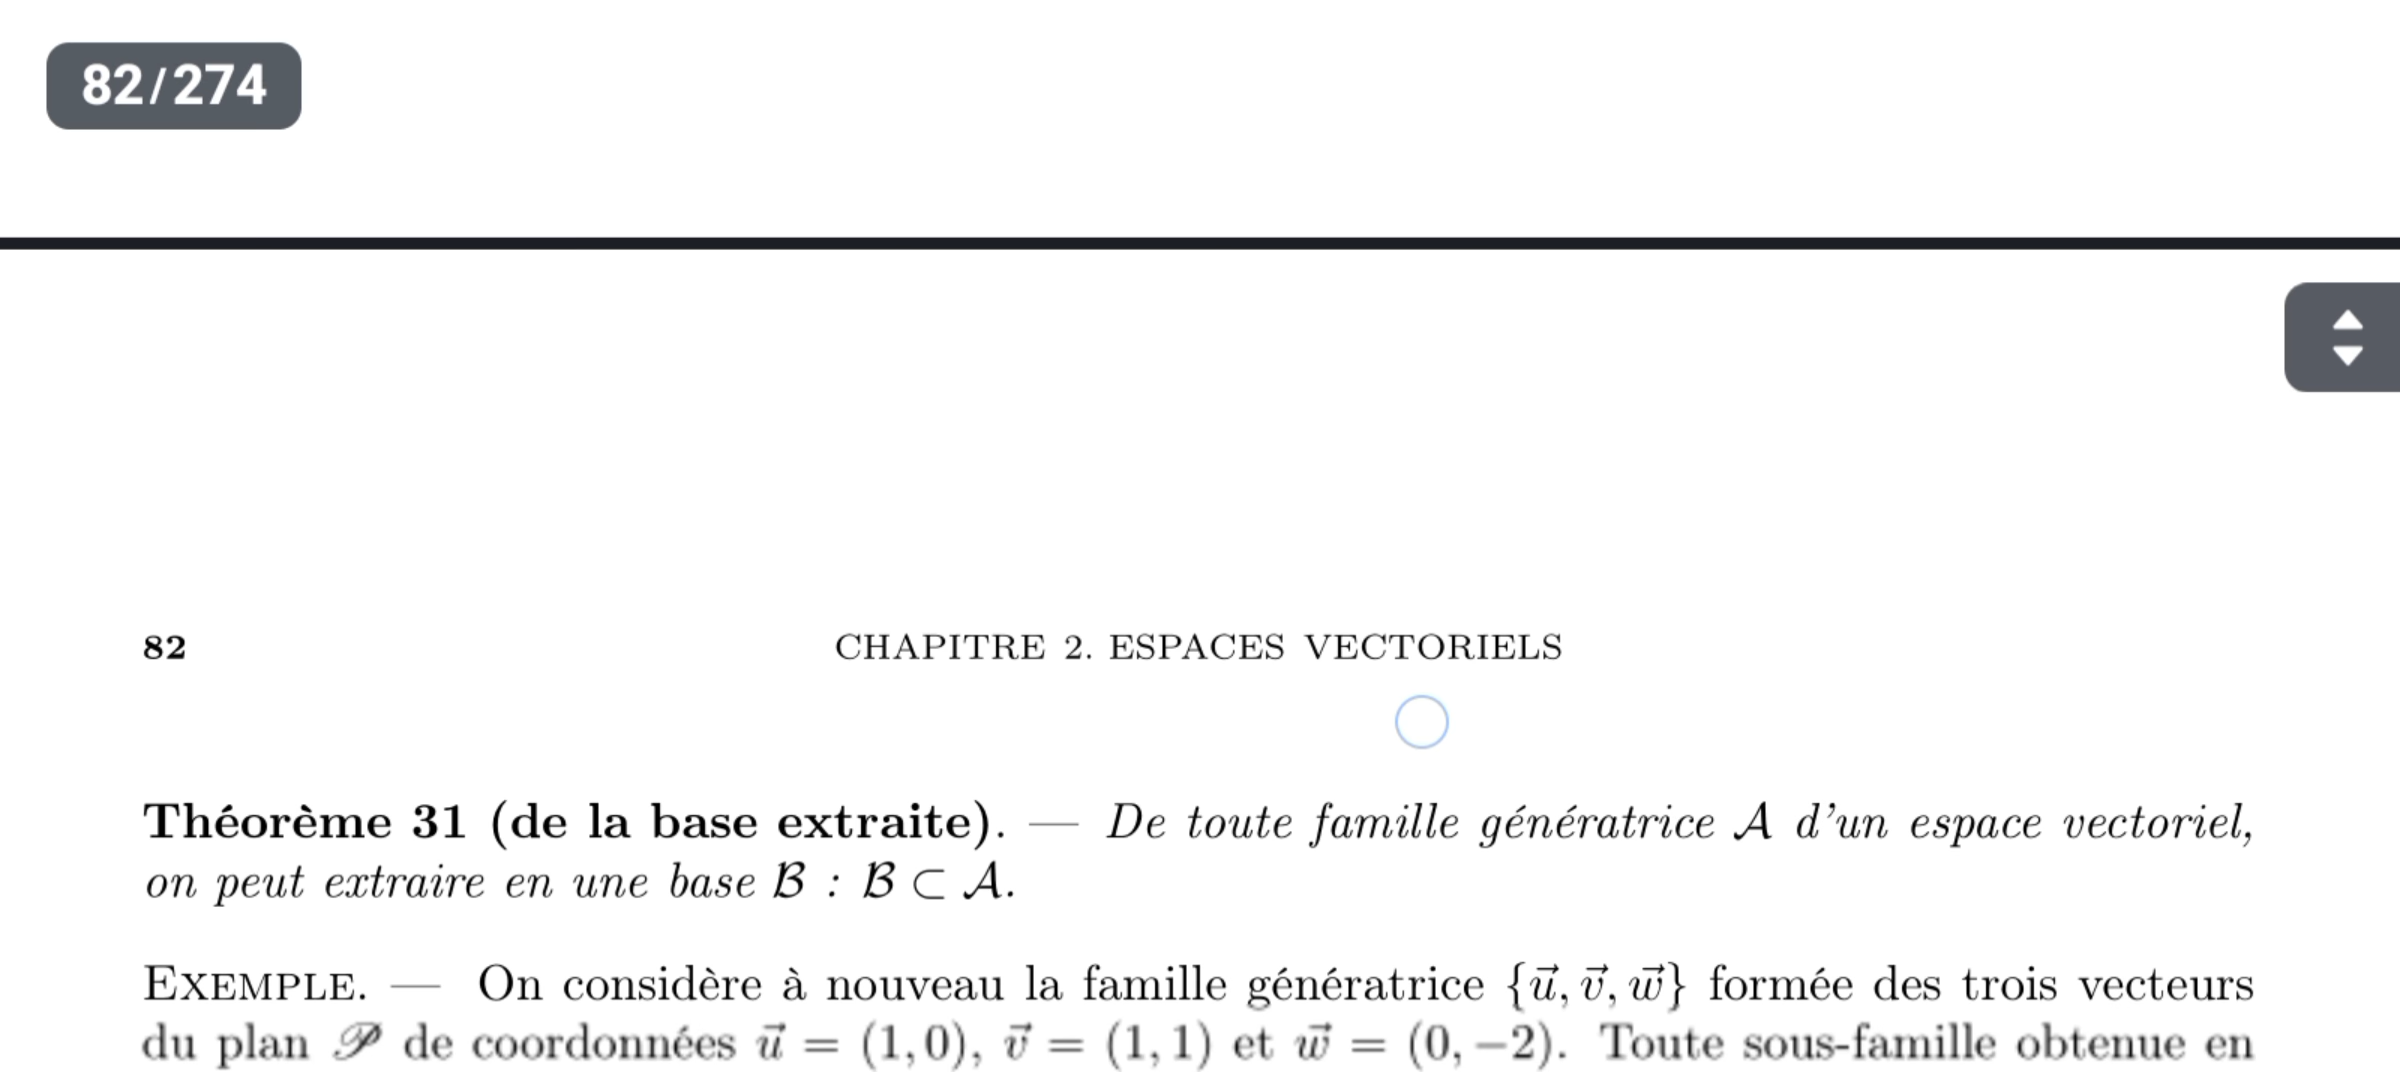 82/274
82 CHAPITRE 2. ESPACES VECTORIELS
Théorème 31 (de la base extraite). — De toute famille génératrice 𝒜 d'un espace vectoriel,
on peut extraire en une base ℬ : ℬ ⊂ 𝒜.
EXEMPLE. — On considère à nouveau la famille génératrice {u⃗, v⃗, w⃗} formée des trois vecteurs
du plan 𝒫 de coordonnées u⃗ = (1, 0), v⃗ = (1, 1) et w⃗ = (0, −2). Toute sous-famille obtenue en